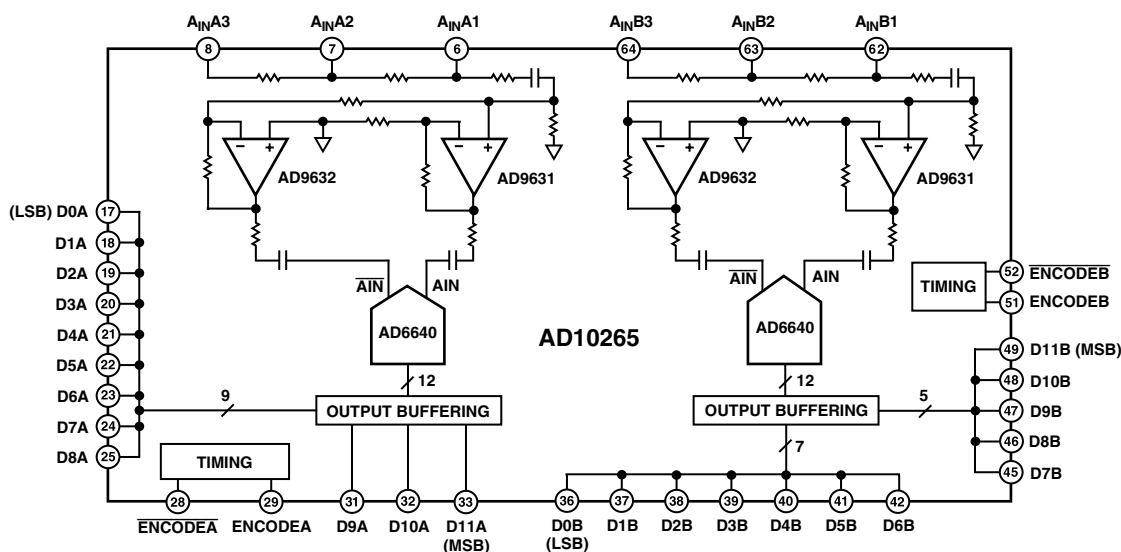 AINA3 AINA2 AINA1 AINB3 AINB2 AINB1
8 7 6 64 63 62
– + – + – + – +
AD9632 AD9631 AD9632 AD9631
(LSB) D0A 17
D1A 18
D2A 19
D3A 20
D4A 21
D5A 22
D6A 23
D7A 24
D8A 25
AIN AIN
AD6640
12
9
OUTPUT BUFFERING
TIMING
AD10265
AIN AIN
AD6640
12
OUTPUT BUFFERING
5
7
TIMING
52 ENCODEB
51 ENCODEB
49 D11B (MSB)
48 D10B
47 D9B
46 D8B
45 D7B
28 29 31 32 33 36 37 38 39 40 41 42
ENCODEA ENCODEA D9A D10A D11A D0B D1B D2B D3B D4B D5B D6B
(MSB) (LSB)